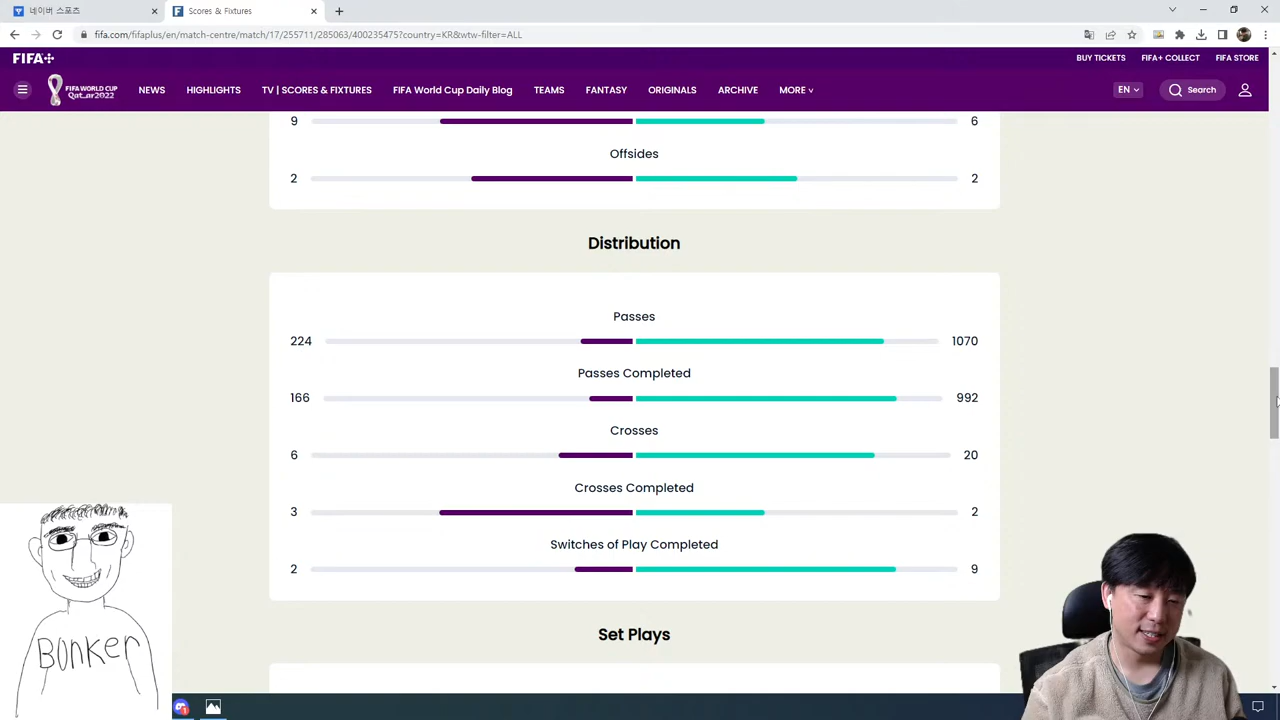 네이버 스포즈
Scores & Fixtures
fifa.com/fifaplus/en/match-centre/match/17/255711/285063/400235475?country=KR&wtw-filter=ALL
FIFA+
BUY TICKETS FIFA+ COLLECT FIFA STORE
FIFA WORLD CUP
Qatar2022
NEWS HIGHLIGHTS TV | SCORES & FIXTURES FIFA World Cup Daily Blog TEAMS FANTASY ORIGINALS ARCHIVE MORE
EN Search
9 6
Offsides
2 2
Distribution
Passes
224 1070
Passes Completed
166 992
Crosses
6 20
Crosses Completed
3 2
Switches of Play Completed
2 9
Set Plays
BONKer